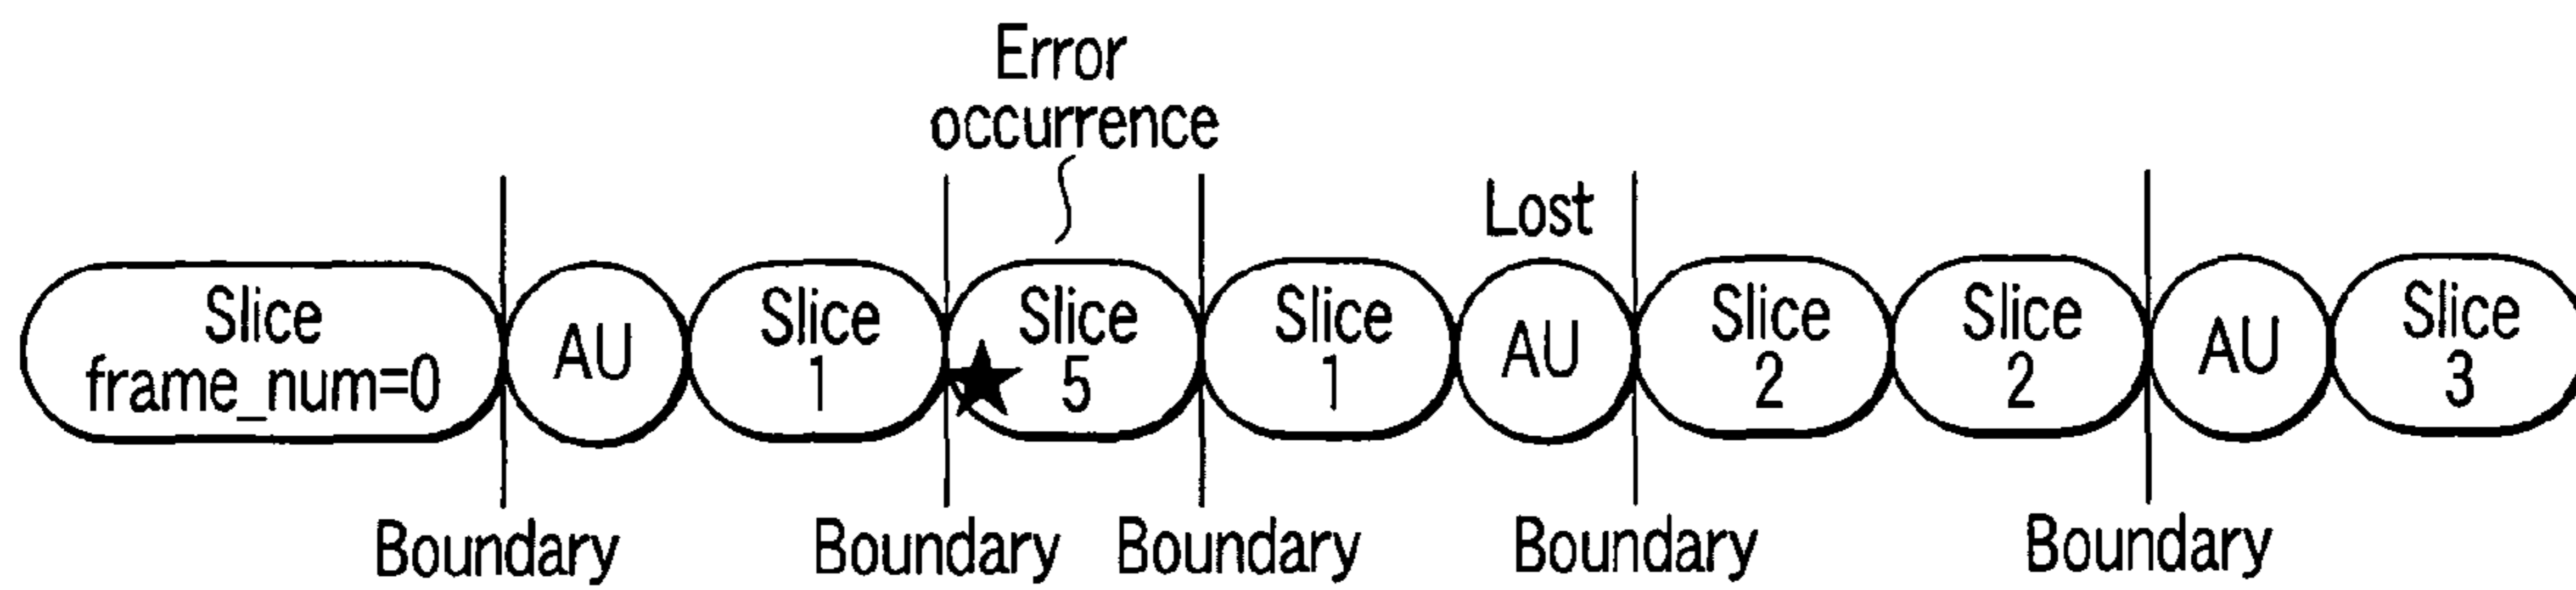 Error
occurrence
Lost
Slice
frame_num=0
AU
Slice
1
Slice
5
Slice
1
AU
Slice
2
Slice
2
AU
Slice
3
Boundary
Boundary
Boundary
Boundary
Boundary